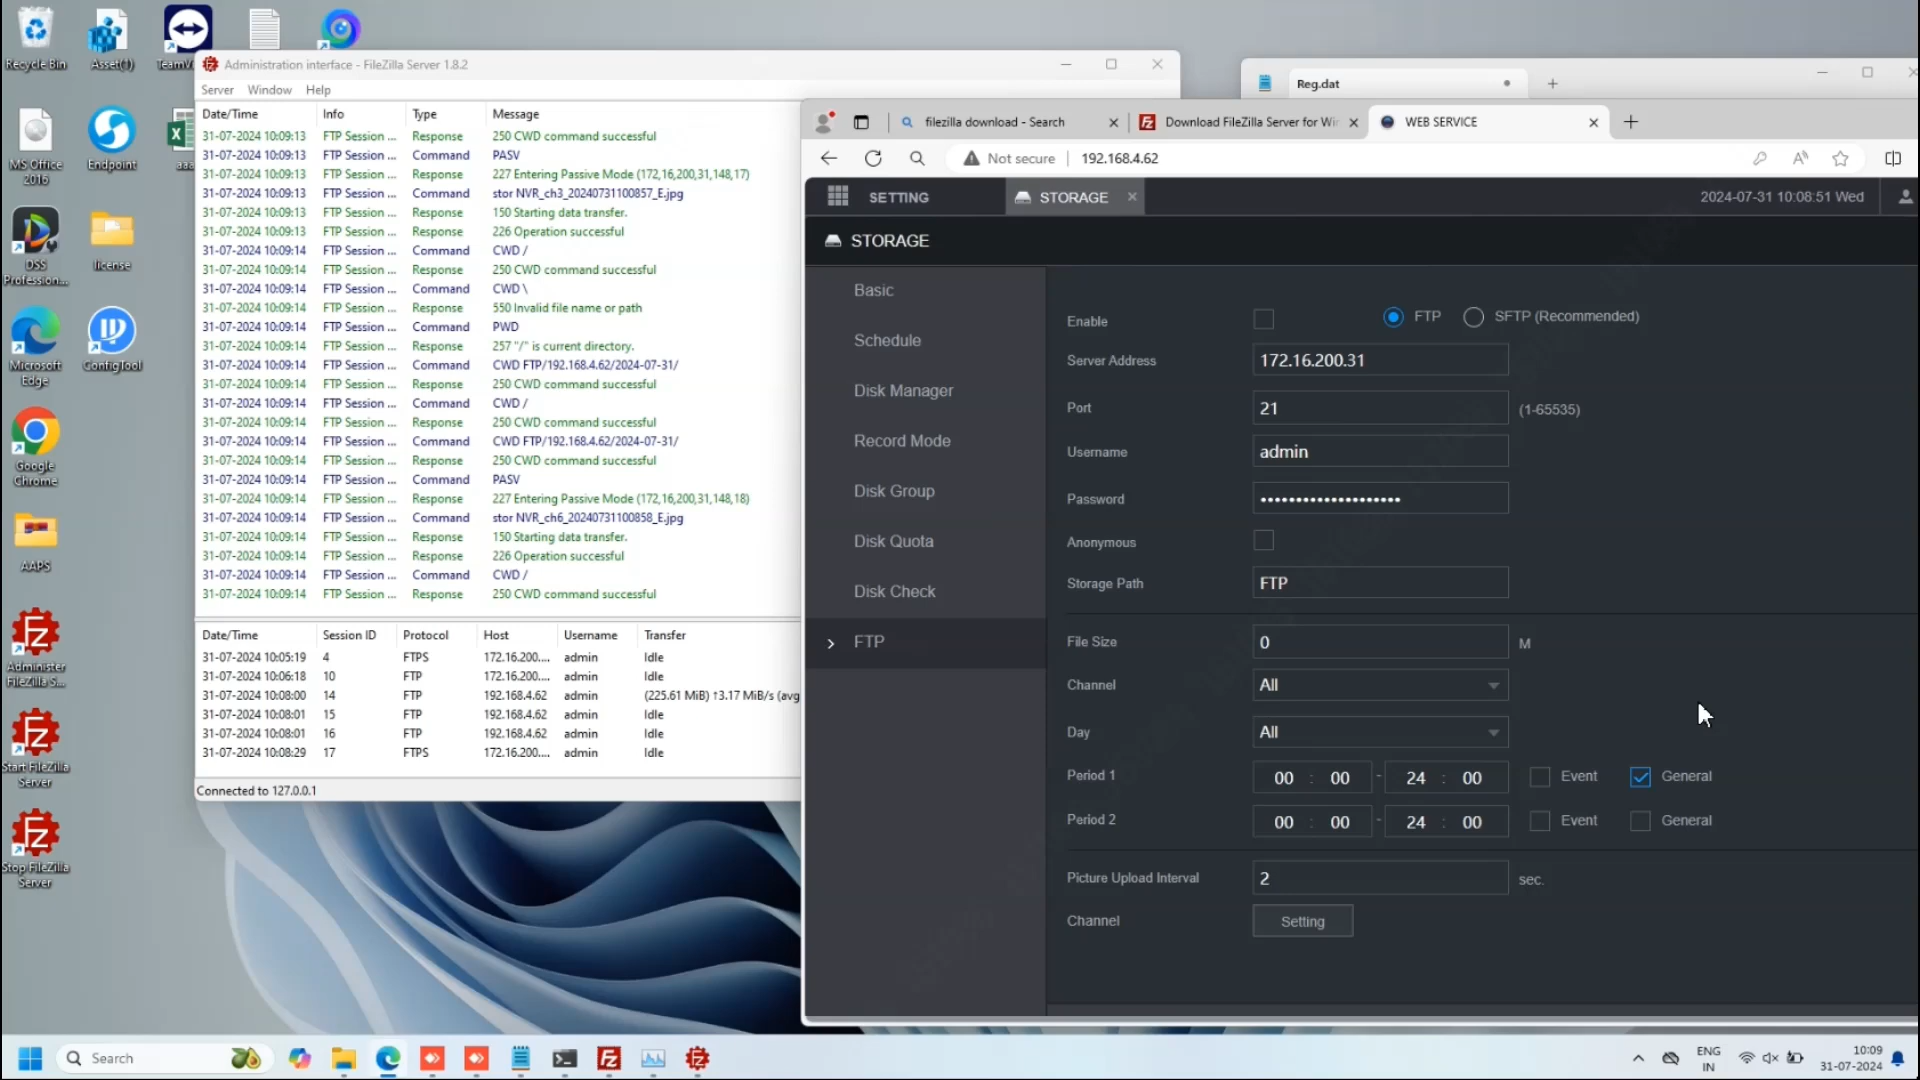 Recycle Bin
Asset(1)
TeamV
MS Office
2016
Endpoint
aaa
DSS
Profession...
license
Microsoft
Edge
ConfigTool
Google
Chrome
AAPS
Administer
FileZilla S...
Start FileZilla
Server
Stop FileZilla
Server
Administration interface - FileZilla Server 1.8.2
Server Window Help
Date/Time Info Type Message
31-07-2024 10:09:13 FTP Session ... Response 250 CWD command successful
31-07-2024 10:09:13 FTP Session ... Command PASV
31-07-2024 10:09:13 FTP Session ... Response 227 Entering Passive Mode (172,16,200,31,148,17)
31-07-2024 10:09:13 FTP Session ... Command stor NVR_ch3_20240731100857_E.jpg
31-07-2024 10:09:13 FTP Session ... Response 150 Starting data transfer.
31-07-2024 10:09:13 FTP Session ... Response 226 Operation successful
31-07-2024 10:09:14 FTP Session ... Command CWD /
31-07-2024 10:09:14 FTP Session ... Response 250 CWD command successful
31-07-2024 10:09:14 FTP Session ... Command CWD \
31-07-2024 10:09:14 FTP Session ... Response 550 Invalid file name or path
31-07-2024 10:09:14 FTP Session ... Command PWD
31-07-2024 10:09:14 FTP Session ... Response 257 "/" is current directory.
31-07-2024 10:09:14 FTP Session ... Command CWD FTP/192.168.4.62/2024-07-31/
31-07-2024 10:09:14 FTP Session ... Response 250 CWD command successful
31-07-2024 10:09:14 FTP Session ... Command CWD /
31-07-2024 10:09:14 FTP Session ... Response 250 CWD command successful
31-07-2024 10:09:14 FTP Session ... Command CWD FTP/192.168.4.62/2024-07-31/
31-07-2024 10:09:14 FTP Session ... Response 250 CWD command successful
31-07-2024 10:09:14 FTP Session ... Command PASV
31-07-2024 10:09:14 FTP Session ... Response 227 Entering Passive Mode (172,16,200,31,148,18)
31-07-2024 10:09:14 FTP Session ... Command stor NVR_ch6_20240731100858_E.jpg
31-07-2024 10:09:14 FTP Session ... Response 150 Starting data transfer.
31-07-2024 10:09:14 FTP Session ... Response 226 Operation successful
31-07-2024 10:09:14 FTP Session ... Command CWD /
31-07-2024 10:09:14 FTP Session ... Response 250 CWD command successful
Date/Time Session ID Protocol Host Username Transfer
31-07-2024 10:05:19 4 FTPS 172.16.200.... admin Idle
31-07-2024 10:06:18 10 FTP 172.16.200.... admin Idle
31-07-2024 10:08:00 14 FTP 192.168.4.62 admin (225.61 MiB) ↑3.17 MiB/s (avg
31-07-2024 10:08:01 15 FTP 192.168.4.62 admin Idle
31-07-2024 10:08:01 16 FTP 192.168.4.62 admin Idle
31-07-2024 10:08:29 17 FTPS 172.16.200.... admin Idle
Connected to 127.0.0.1
Reg.dat
filezilla download - Search
Download FileZilla Server for Wi
WEB SERVICE
Not secure 192.168.4.62
SETTING STORAGE 2024-07-31 10:08:51 Wed
STORAGE
Basic
Schedule
Disk Manager
Record Mode
Disk Group
Disk Quota
Disk Check
FTP
Enable FTP SFTP (Recommended)
Server Address 172.16.200.31
Port 21 (1-65535)
Username admin
Password ••••••••••••••••••••
Anonymous
Storage Path FTP
File Size 0 M
Channel All
Day All
Period 1 00 : 00 - 24 : 00 Event General
Period 2 00 : 00 - 24 : 00 Event General
Picture Upload Interval 2 sec.
Channel Setting
Search
ENG
IN
10:09
31-07-2024